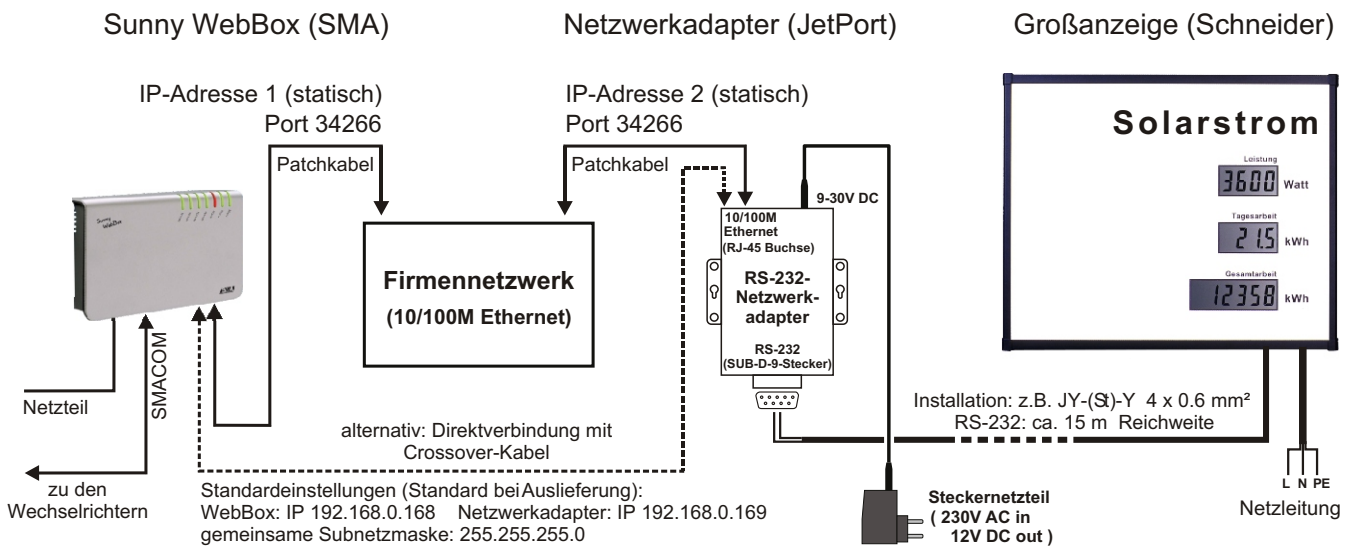 Sunny WebBox (SMA)
Netzwerkadapter (JetPort)
Großanzeige (Schneider)
IP-Adresse 1 (statisch)
Port 34266
Patchkabel
IP-Adresse 2 (statisch)
Port 34266
Patchkabel
Solarstrom
Leistung
3600 Watt
Tagesarbeit
21.5 kWh
Gesamtarbeit
12358 kWh
Sunny
WebBox
9-30V DC
10/100M
Ethernet
(RJ-45 Buchse)
RS-232-
Netzwerk-
adapter
RS-232
(SUB-D-9-Stecker)
Firmennetzwerk
(10/100M Ethernet)
SMACOM
Netzteil
zu den
Wechselrichtern
alternativ: Direktverbindung mit
Crossover-Kabel
Installation: z.B. JY-(St)-Y 4 x 0.6 mm²
RS-232: ca. 15 m Reichweite
L N PE
Netzleitung
Standardeinstellungen (Standard bei Auslieferung):
WebBox: IP 192.168.0.168 Netzwerkadapter: IP 192.168.0.169
gemeinsame Subnetzmaske: 255.255.255.0
Steckernetzteil
( 230V AC in
12V DC out )